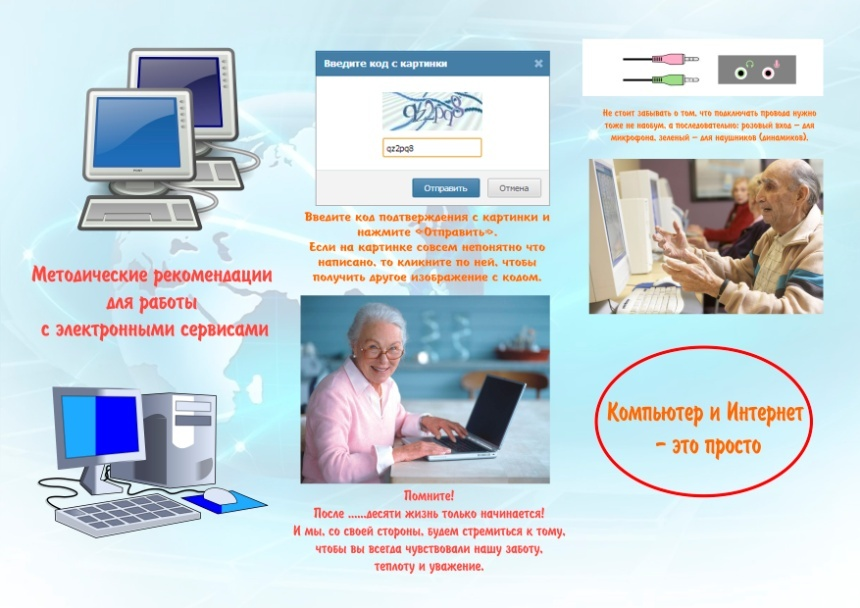 Методические рекомендации
для работы
с электронными сервисами
Введите код с картинки
qz2pq8
qz2pq8
Отправить
Отмена
Введите код подтверждения с картинки и
нажмите «Отправить».
Если на картинке совсем непонятно что
написано, то кликните по ней, чтобы
получить другое изображение с кодом.
Помните!
После ......десяти жизнь только начинается!
И мы, со своей стороны, будем стремиться к тому,
чтобы вы всегда чувствовали нашу заботу,
теплоту и уважение.
Не стоит забывать о том, что подключать провода нужно
тоже не наобум, а последовательно: розовый вход – для
микрофона, зеленый – для наушников (динамиков).
Компьютер и Интернет
- это просто